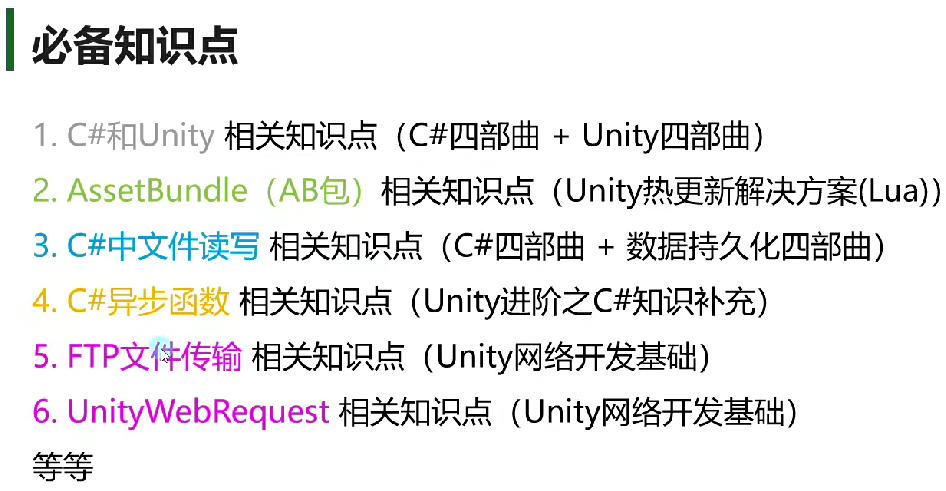 必备知识点
1. C#和Unity 相关知识点（C#四部曲 + Unity四部曲）
2. AssetBundle（AB包）相关知识点（Unity热更新解决方案(Lua)）
3. C#中文件读写 相关知识点（C#四部曲 + 数据持久化四部曲）
4. C#异步函数 相关知识点（Unity进阶之C#知识补充）
5. FTP文件传输 相关知识点（Unity网络开发基础）
6. UnityWebRequest 相关知识点（Unity网络开发基础）
等等